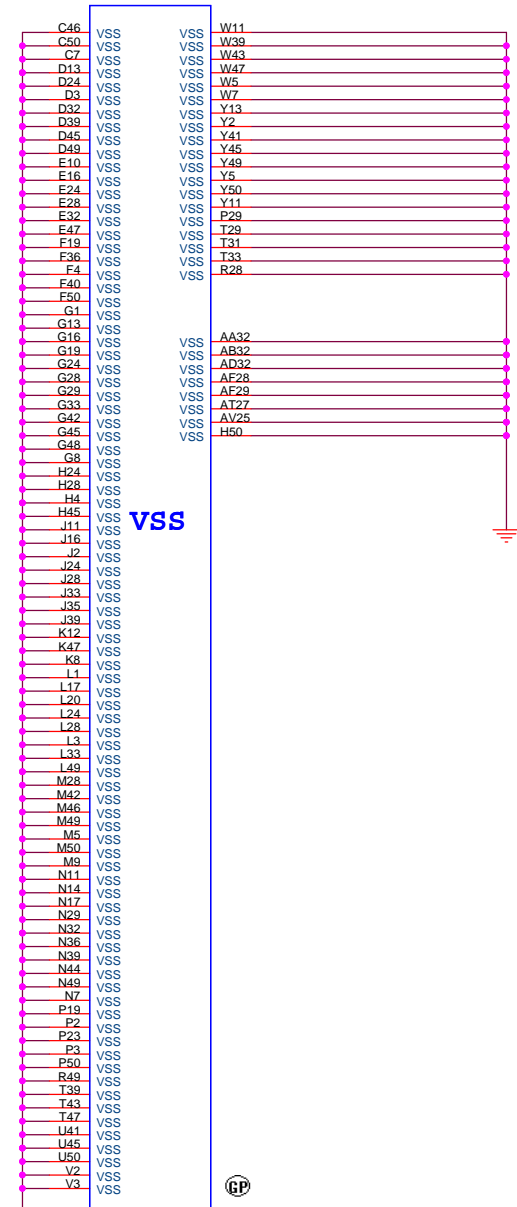 C46 VSS VSS W11
C50 VSS VSS W39
C7 VSS VSS W43
D13 VSS VSS W47
D24 VSS VSS W5
D3 VSS VSS W7
D32 VSS VSS Y13
D39 VSS VSS Y2
D45 VSS VSS Y41
D49 VSS VSS Y45
E10 VSS VSS Y49
E16 VSS VSS Y5
E24 VSS VSS Y50
E28 VSS VSS Y11
E32 VSS VSS P29
E47 VSS VSS T29
F19 VSS VSS T31
F36 VSS VSS T33
F4 VSS VSS R28
F40 VSS
F50 VSS
G1 VSS
G13 VSS
G16 VSS VSS AA32
G19 VSS VSS AB32
G24 VSS VSS AD32
G28 VSS VSS AF28
G29 VSS VSS AF29
G33 VSS VSS AT27
G42 VSS VSS AV25
G45 VSS VSS H50
G48 VSS
G8 VSS
H24 VSS
H28 VSS
H4 VSS
H45 VSS
VSS
J11 VSS
J16 VSS
J2 VSS
J24 VSS
J28 VSS
J33 VSS
J35 VSS
J39 VSS
K12 VSS
K47 VSS
K8 VSS
L1 VSS
L17 VSS
L20 VSS
L24 VSS
L28 VSS
L3 VSS
L33 VSS
L49 VSS
M28 VSS
M42 VSS
M46 VSS
M49 VSS
M5 VSS
M50 VSS
M9 VSS
N11 VSS
N14 VSS
N17 VSS
N29 VSS
N32 VSS
N36 VSS
N39 VSS
N44 VSS
N49 VSS
N7 VSS
P19 VSS
P2 VSS
P23 VSS
P3 VSS
P50 VSS
R49 VSS
T39 VSS
T43 VSS
T47 VSS
U41 VSS
U45 VSS
U50 VSS
V2 VSS
V3 VSS
GP